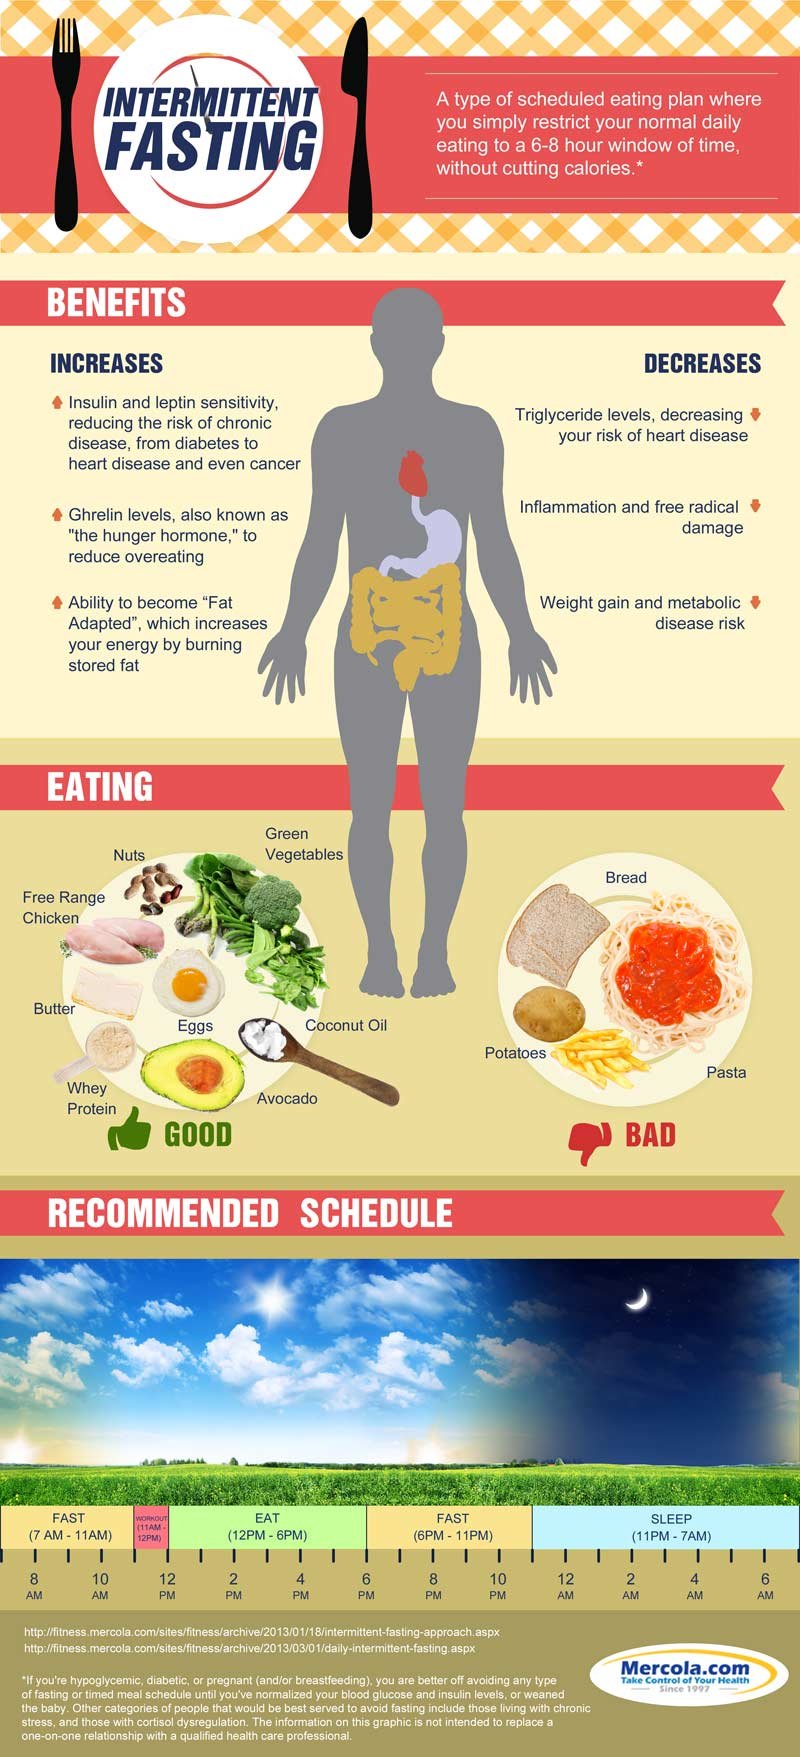 INTERMITTENT
FASTING
A type of scheduled eating plan where
you simply restrict your normal daily
eating to a 6-8 hour window of time,
without cutting calories.*
BENEFITS
INCREASES
Insulin and leptin sensitivity,
reducing the risk of chronic
disease, from diabetes to
heart disease and even cancer
Ghrelin levels, also known as
"the hunger hormone," to
reduce overeating
Ability to become “Fat
Adapted”, which increases
your energy by burning
stored fat
DECREASES
Triglyceride levels, decreasing
your risk of heart disease
Inflammation and free radical
damage
Weight gain and metabolic
disease risk
EATING
Nuts
Green
Vegetables
Free Range
Chicken
Butter
Eggs
Coconut Oil
Whey
Protein
Avocado
GOOD
Bread
Potatoes
Pasta
BAD
RECOMMENDED SCHEDULE
FAST
(7 AM - 11AM)
WORKOUT
(11AM -
12PM)
EAT
(12PM - 6PM)
FAST
(6PM - 11PM)
SLEEP
(11PM - 7AM)
8 10 12 2 4 6 8 10 12 2 4 6
AM AM PM PM PM PM PM PM AM AM AM AM
http://fitness.mercola.com/sites/fitness/archive/2013/01/18/intermittent-fasting-approach.aspx
http://fitness.mercola.com/sites/fitness/archive/2013/03/01/daily-intermittent-fasting.aspx
*If you're hypoglycemic, diabetic, or pregnant (and/or breastfeeding), you are better off avoiding any type
of fasting or timed meal schedule until you've normalized your blood glucose and insulin levels, or weaned
the baby. Other categories of people that would be best served to avoid fasting include those living with chronic
stress, and those with cortisol dysregulation. The information on this graphic is not intended to replace a
one-on-one relationship with a qualified health care professional.
Mercola.com
Take Control of Your Health
Since 1997